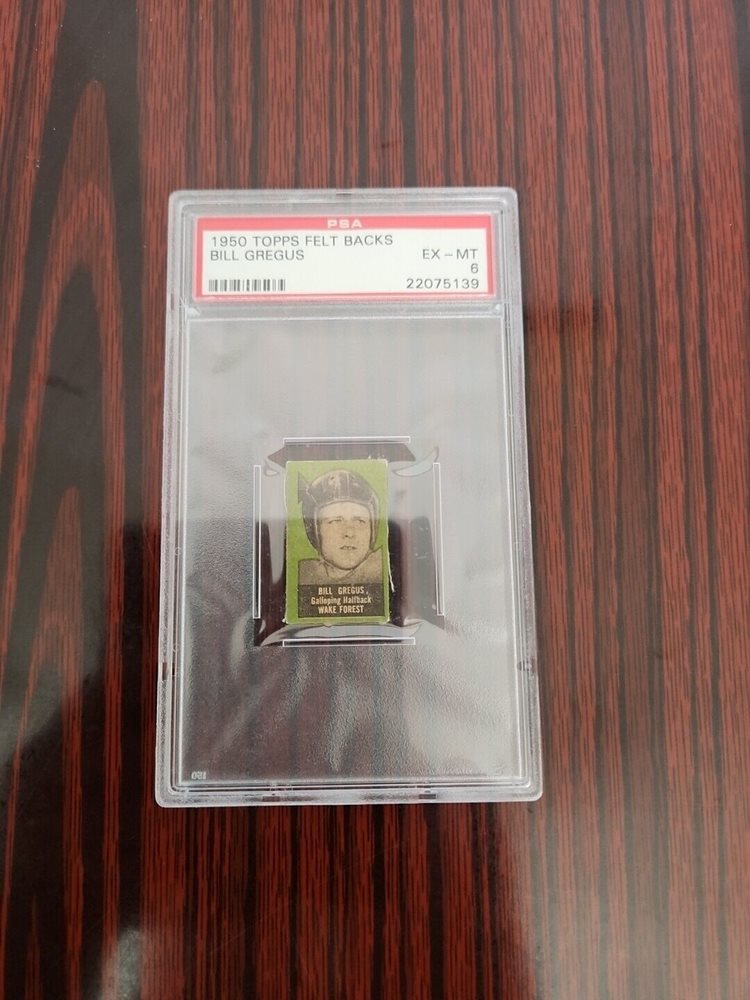 PSA
1950 TOPPS FELT BACKS
BILL GREGUS EX - MT
6
22075139
BILL GREGUS,
Galloping Halfback
WAKE FOREST